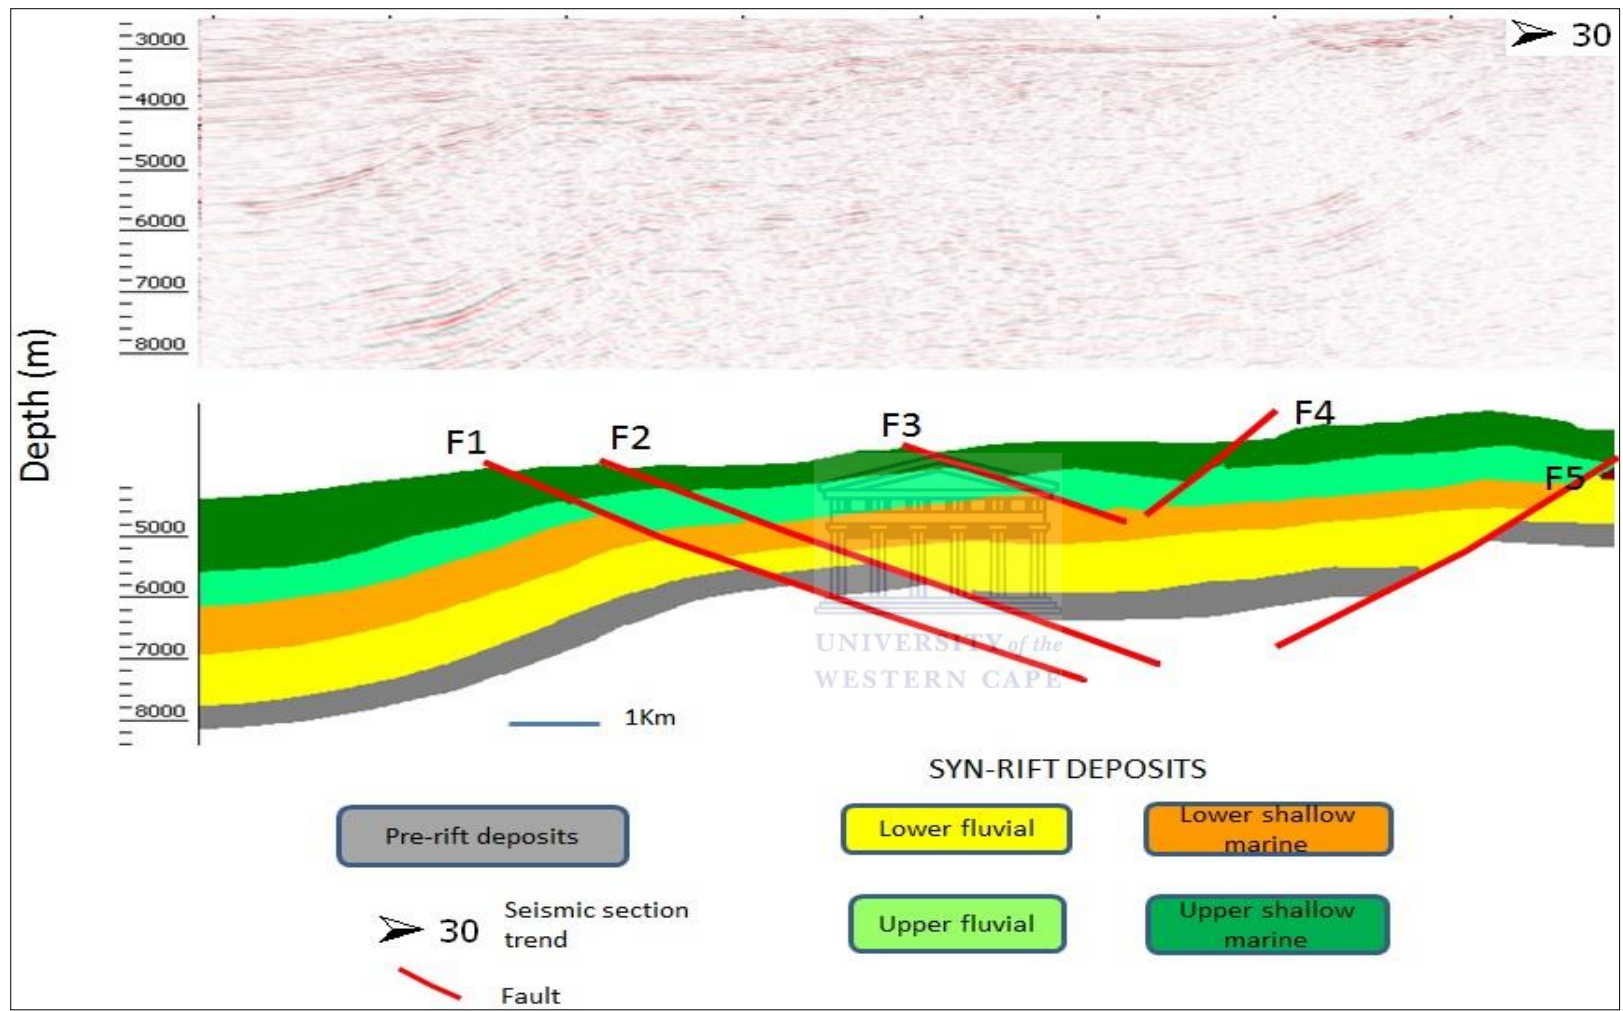 30
3000
4000
5000
6000
7000
8000
Depth (m)
F1
F2
F3
F4
F5
5000
6000
7000
8000
UNIVERSITY of the
WESTERN CAPE
1Km
SYN-RIFT DEPOSITS
Pre-rift deposits
Lower fluvial
Lower shallow
marine
30
Seismic section
trend
Upper fluvial
Upper shallow
marine
Fault